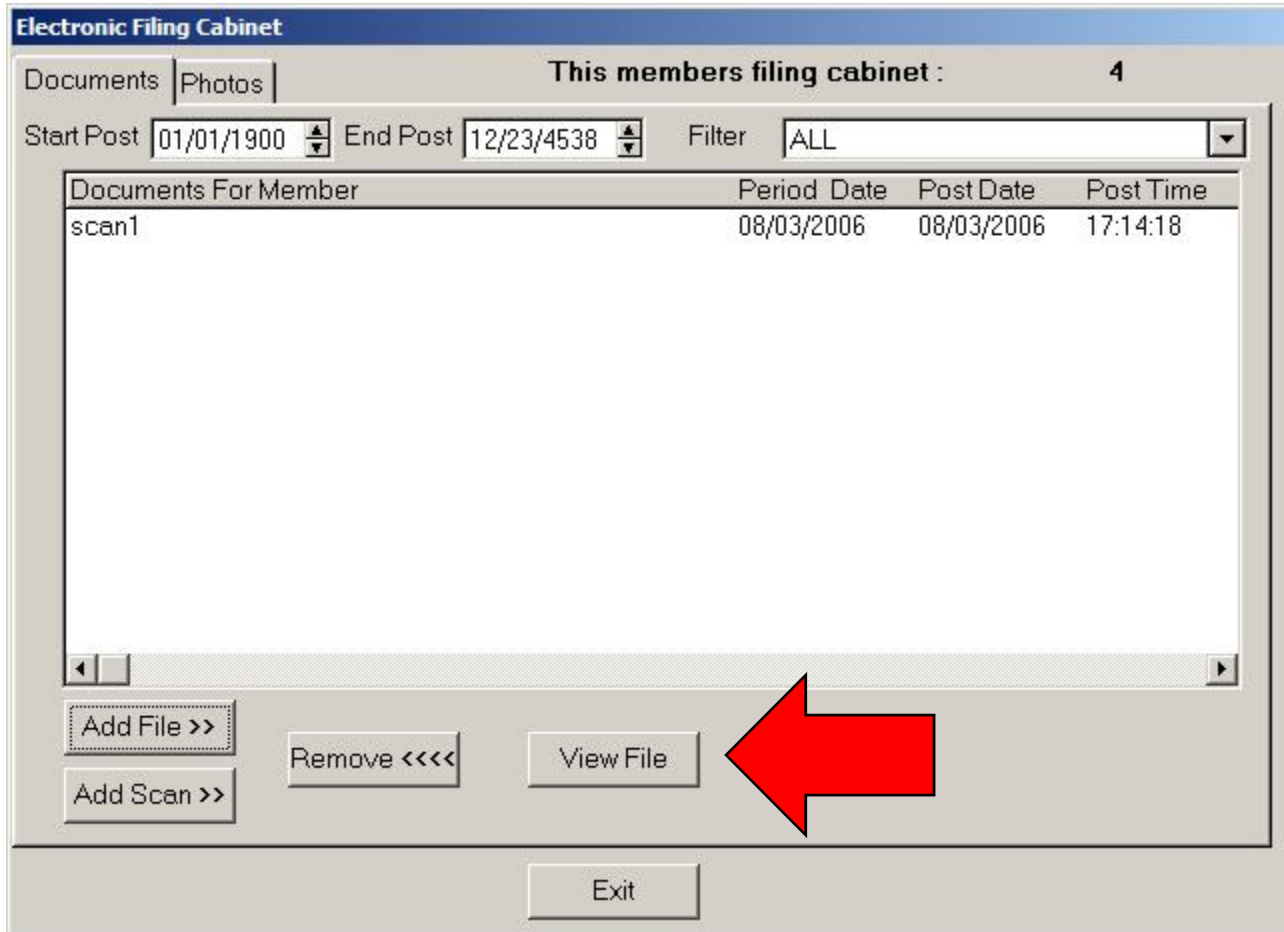 Electronic Filing Cabinet
Documents Photos This members filing cabinet : 4
Start Post 01/01/1900 End Post 12/23/4538 Filter ALL
Documents For Member Period Date Post Date Post Time
scan1 08/03/2006 08/03/2006 17:14:18
Add File >>
Remove <<<< View File
Add Scan >>
Exit